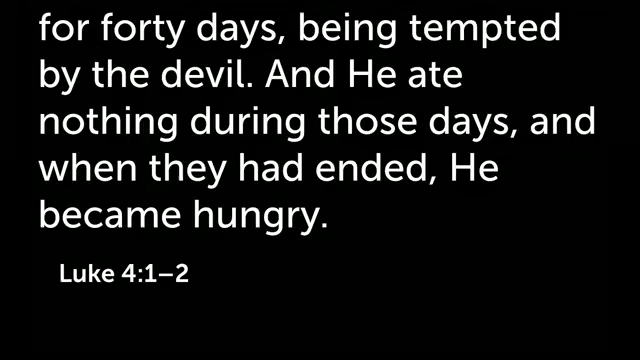 for forty days, being tempted
by the devil. And He ate
nothing during those days, and
when they had ended, He
became hungry.
Luke 4:1–2